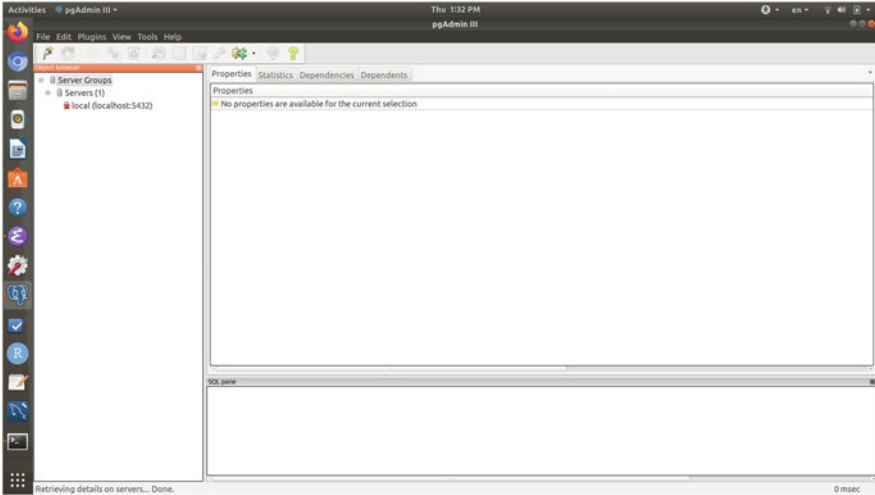 Activities pgAdmin III Thu 1:32 PM en
pgAdmin III
File Edit Plugins View Tools Help
Object browser
Server Groups
Servers (1)
local (localhost:5432)
Properties Statistics Dependencies Dependents
Properties
No properties are available for the current selection
SQL pane
Retrieving details on servers... Done. 0 msec